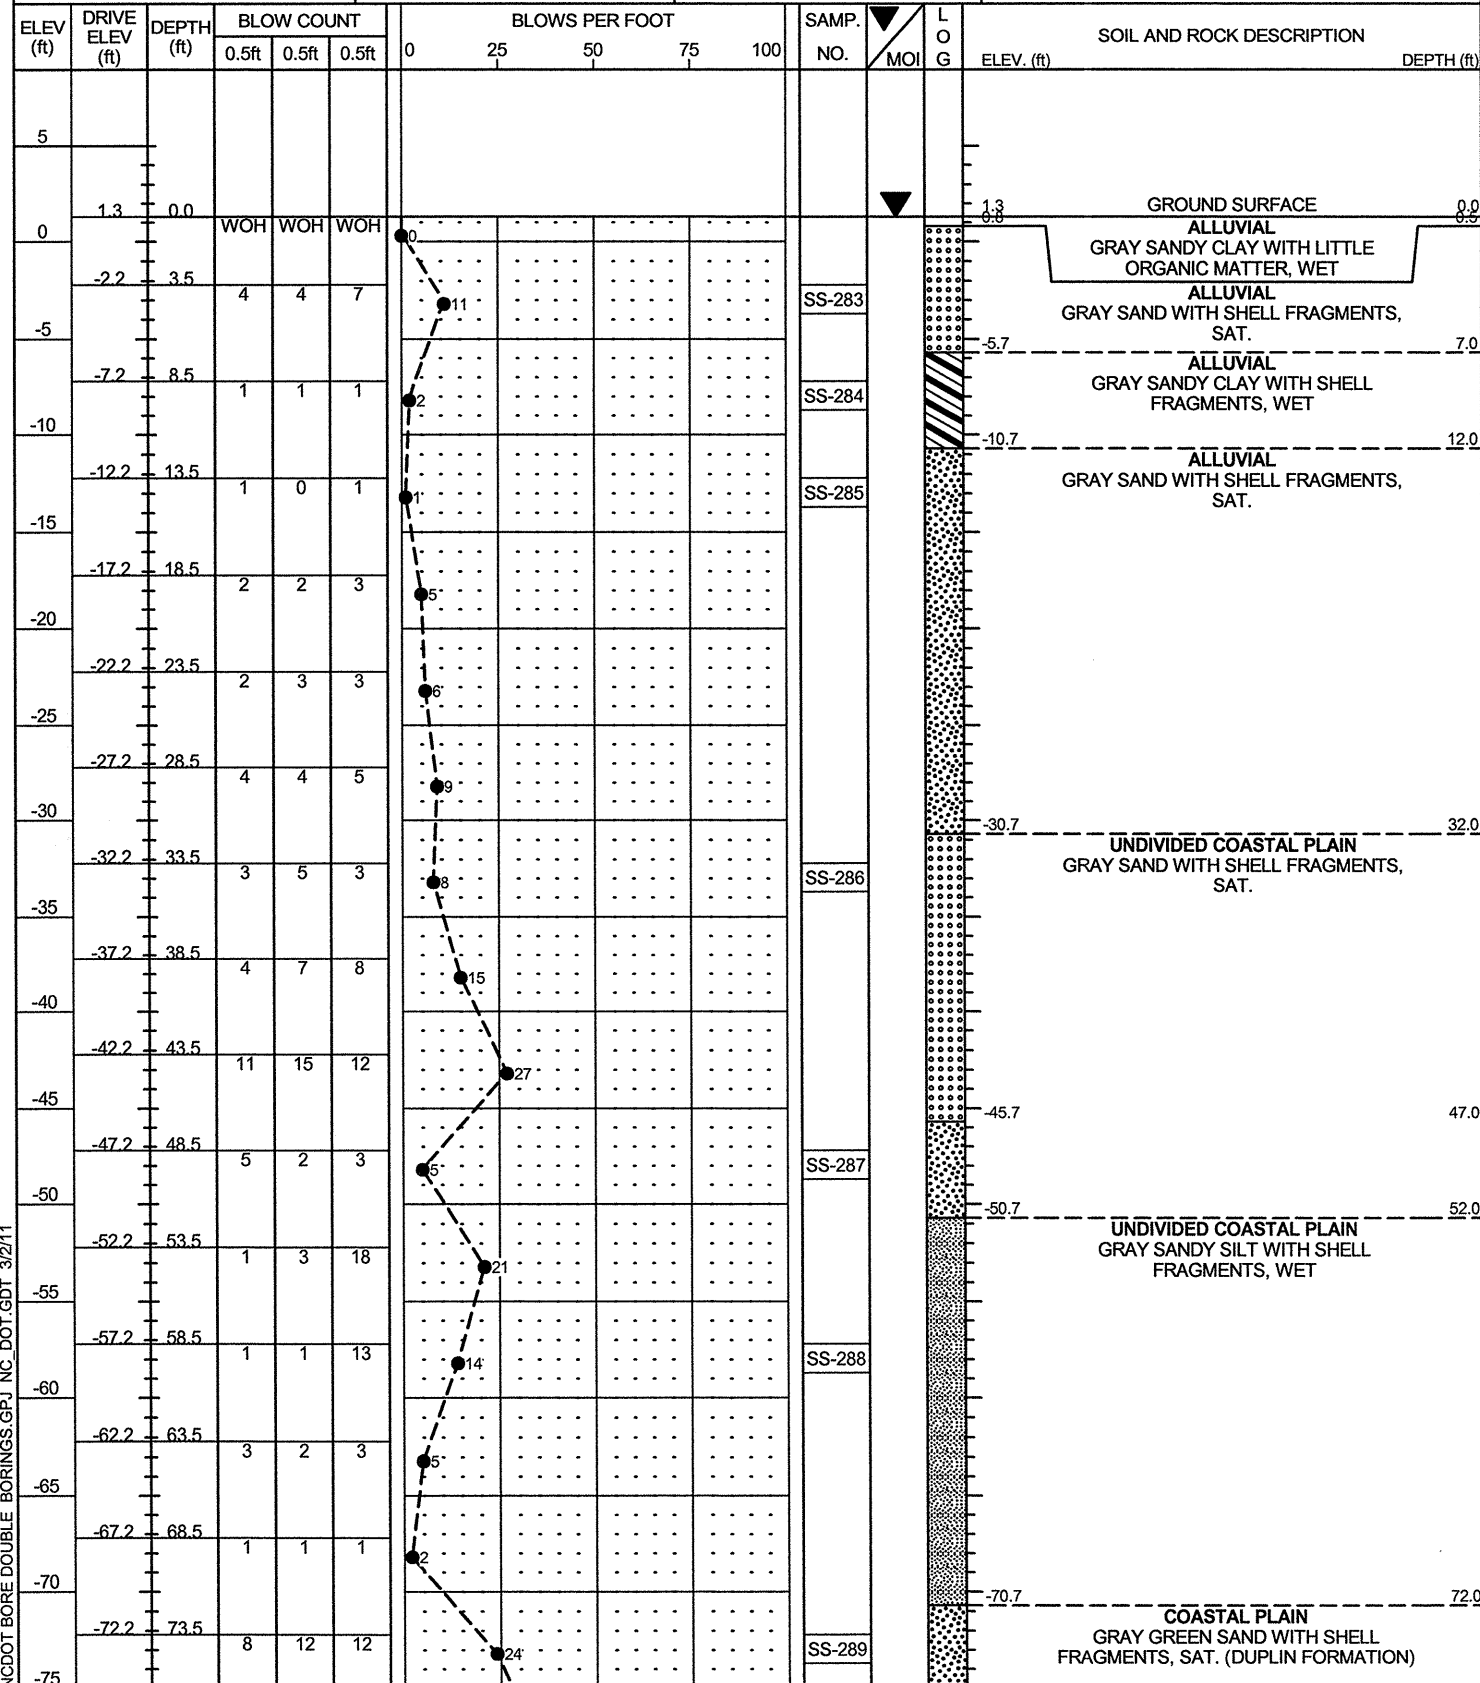 ELEV (ft) DRIVE ELEV (ft) DEPTH (ft) BLOW COUNT BLOWS PER FOOT SAMP. NO. MOI LOG SOIL AND ROCK DESCRIPTION
0.5ft 0.5ft 0.5ft 0 25 50 75 100 ELEV. (ft) DEPTH (ft)
5
1.3 0.0 1.3 GROUND SURFACE 0.0
WOH WOH WOH 0.8 0.5
0 0 ALLUVIAL
GRAY SANDY CLAY WITH LITTLE
ORGANIC MATTER, WET
-2.2 3.5
4 4 7 11 SS-283 ALLUVIAL
GRAY SAND WITH SHELL FRAGMENTS,
SAT.
-5 -5.7 7.0
-7.2 8.5 ALLUVIAL
1 1 1 2 SS-284 GRAY SANDY CLAY WITH SHELL
FRAGMENTS, WET
-10 -10.7 12.0
-12.2 13.5 ALLUVIAL
1 0 1 1 SS-285 GRAY SAND WITH SHELL FRAGMENTS,
SAT.
-15
-17.2 18.5
2 2 3 5
-20
-22.2 23.5
2 3 3 6
-25
-27.2 28.5
4 4 5 9
-30 -30.7 32.0
UNDIVIDED COASTAL PLAIN
-32.2 33.5 GRAY SAND WITH SHELL FRAGMENTS,
3 5 3 8 SS-286 SAT.
-35
-37.2 38.5
4 7 8 15
-40
-42.2 43.5
11 15 12 27
-45 -45.7 47.0
-47.2 48.5
5 2 3 5 SS-287
-50 -50.7 52.0
UNDIVIDED COASTAL PLAIN
-52.2 53.5 GRAY SANDY SILT WITH SHELL
1 3 18 21 FRAGMENTS, WET
-55
-57.2 58.5
1 1 13 14 SS-288
-60
-62.2 63.5
3 2 3 5
-65
-67.2 68.5
1 1 1 2
-70 -70.7 72.0
COASTAL PLAIN
-72.2 73.5 GRAY GREEN SAND WITH SHELL
8 12 12 24 SS-289 FRAGMENTS, SAT. (DUPLIN FORMATION)
-75
NCDOT BORE DOUBLE BORINGS.GPJ NC_DOT.GDT 3/2/11